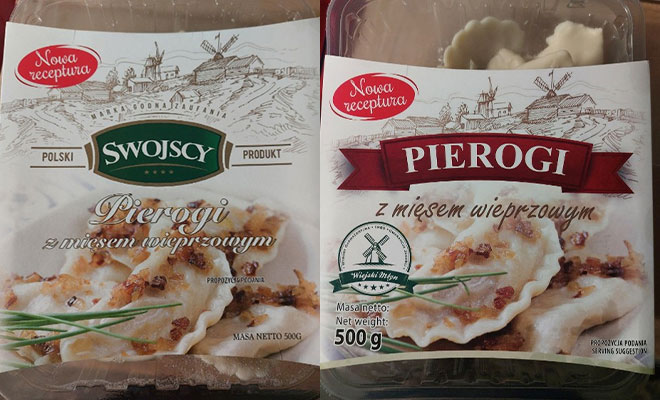 Nowa
receptura
MARKA GODNA ZAUFANIA
POLSKI
SWOJSCY
PRODUKT
Pierogi
z mięsem wieprzowym
PROPOZYCJA PODANIA
MASA NETTO 500G
Nowa
receptura
PIEROGI
z mięsem wieprzowym
Wiejski Młyn
Masa netto:
Net weight:
500 g
PROPOZYCJA PODANIA
SERVING SUGGESTION